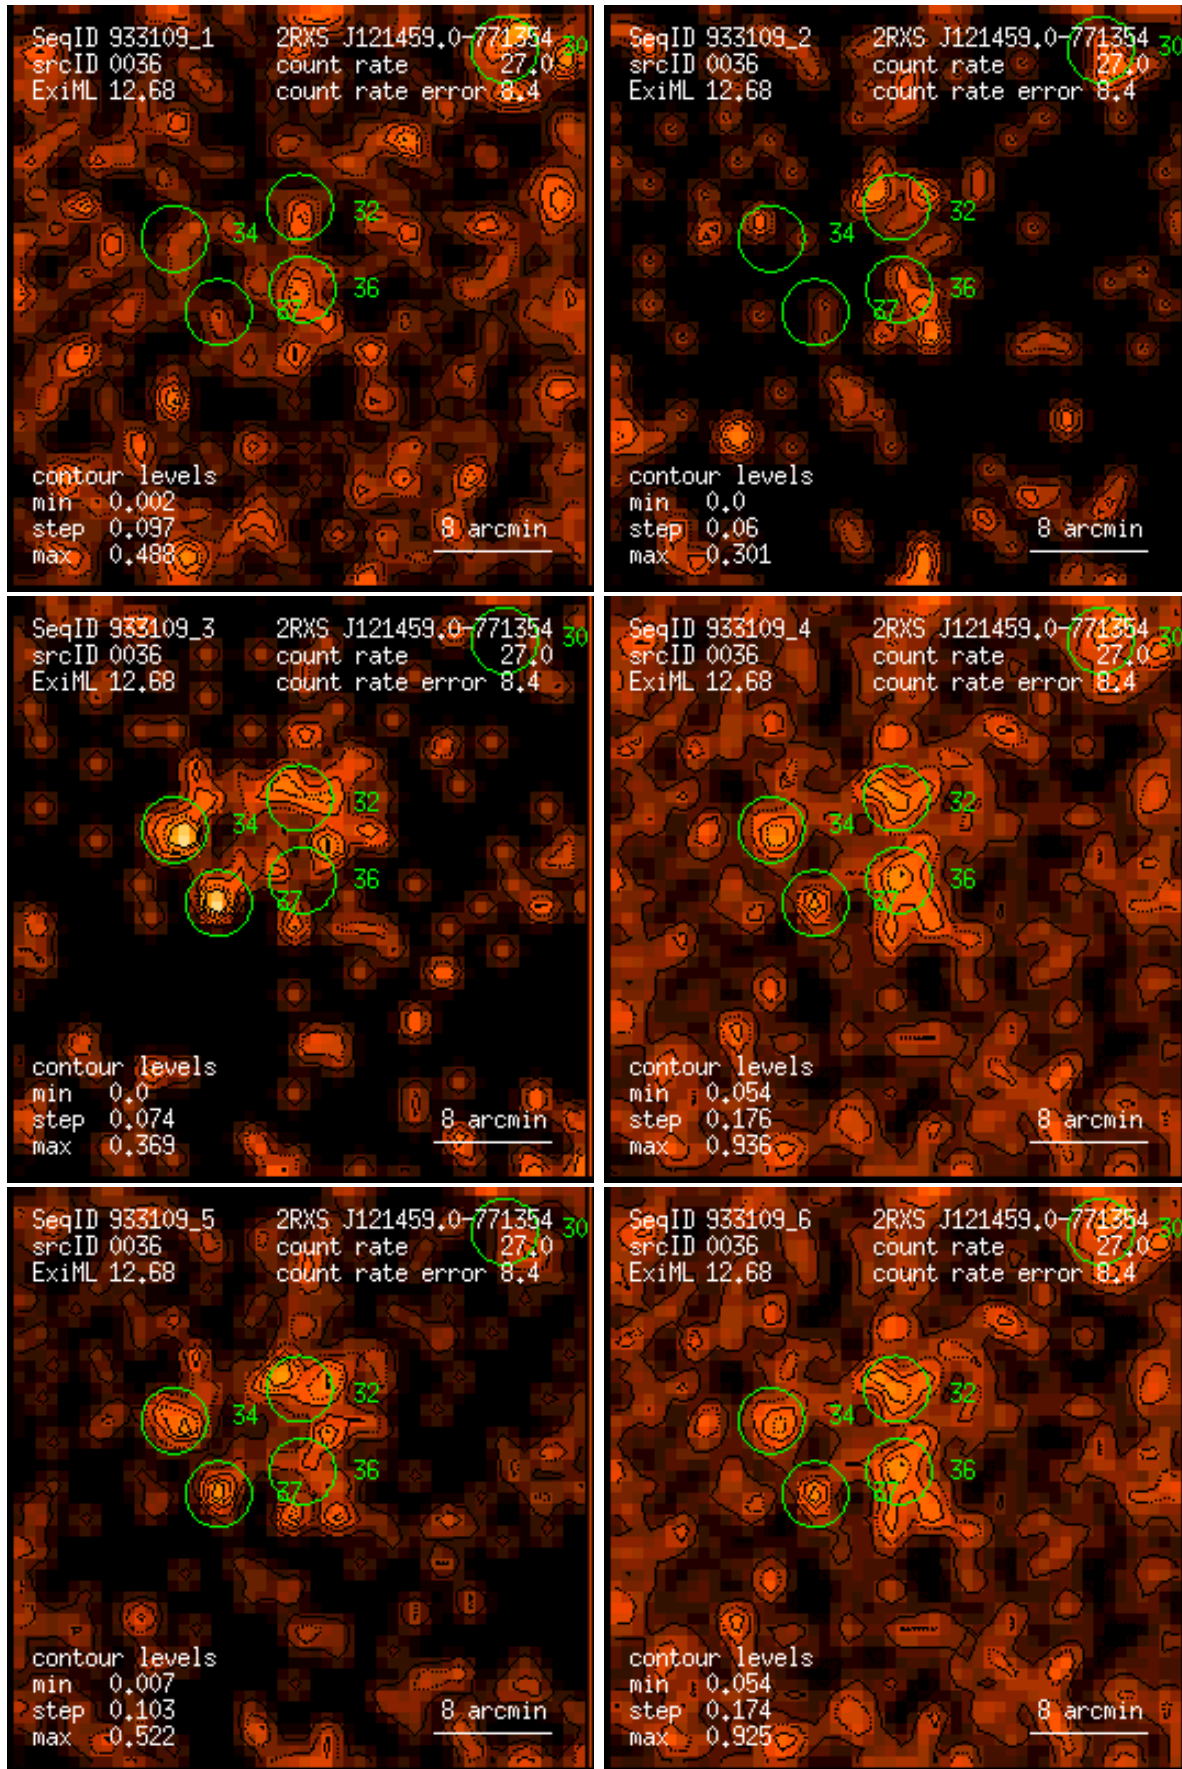 SeqID 933109_1 2RXS J121459.0-771354
srcID 0036 count rate 27.0
ExiML 12.68 count rate error 8.4
30
32
34
36
37
contour levels
min 0.002
step 0.097
max 0.488
8 arcmin
SeqID 933109_2 2RXS J121459.0-771354
srcID 0036 count rate 27.0
ExiML 12.68 count rate error 8.4
30
32
34
36
37
contour levels
min 0.0
step 0.06
max 0.301
8 arcmin
SeqID 933109_3 2RXS J121459.0-771354
srcID 0036 count rate 27.0
ExiML 12.68 count rate error 8.4
30
32
34
36
37
contour levels
min 0.0
step 0.074
max 0.369
8 arcmin
SeqID 933109_4 2RXS J121459.0-771354
srcID 0036 count rate 27.0
ExiML 12.68 count rate error 8.4
30
32
34
36
37
contour levels
min 0.054
step 0.176
max 0.936
8 arcmin
SeqID 933109_5 2RXS J121459.0-771354
srcID 0036 count rate 27.0
ExiML 12.68 count rate error 8.4
30
32
34
36
37
contour levels
min 0.007
step 0.103
max 0.522
8 arcmin
SeqID 933109_6 2RXS J121459.0-771354
srcID 0036 count rate 27.0
ExiML 12.68 count rate error 8.4
30
32
34
36
37
contour levels
min 0.054
step 0.174
max 0.925
8 arcmin